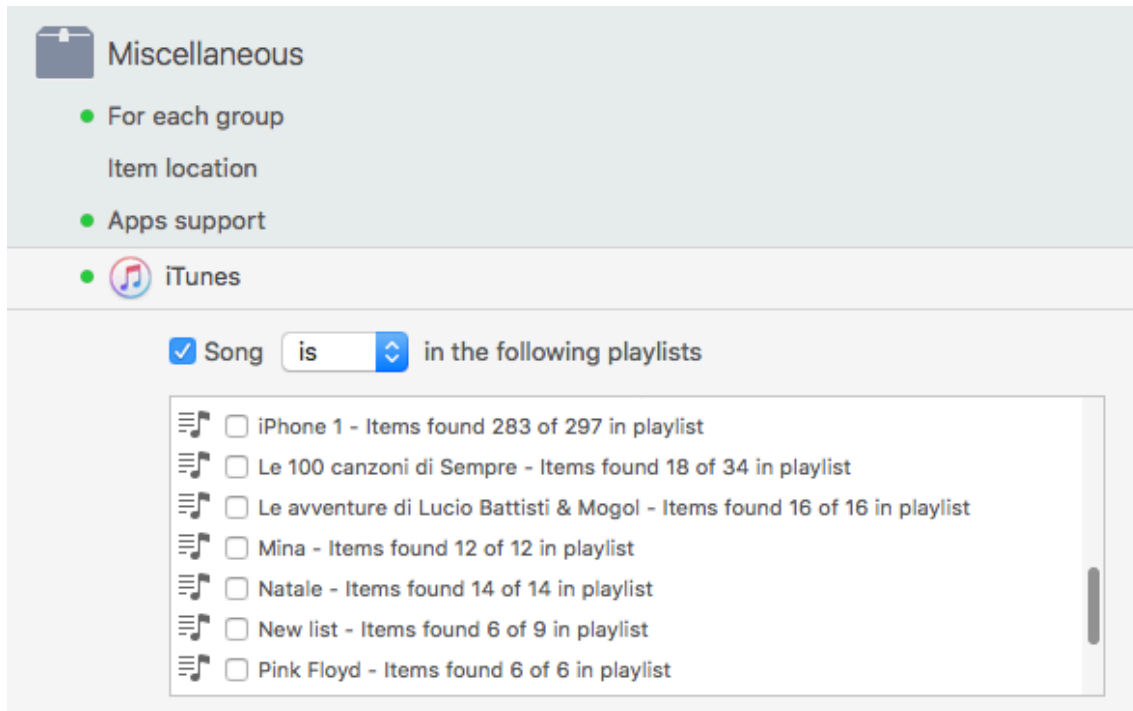 Miscellaneous
For each group
Item location
Apps support
iTunes
Song is in the following playlists
iPhone 1 - Items found 283 of 297 in playlist
Le 100 canzoni di Sempre - Items found 18 of 34 in playlist
Le avventure di Lucio Battisti & Mogol - Items found 16 of 16 in playlist
Mina - Items found 12 of 12 in playlist
Natale - Items found 14 of 14 in playlist
New list - Items found 6 of 9 in playlist
Pink Floyd - Items found 6 of 6 in playlist